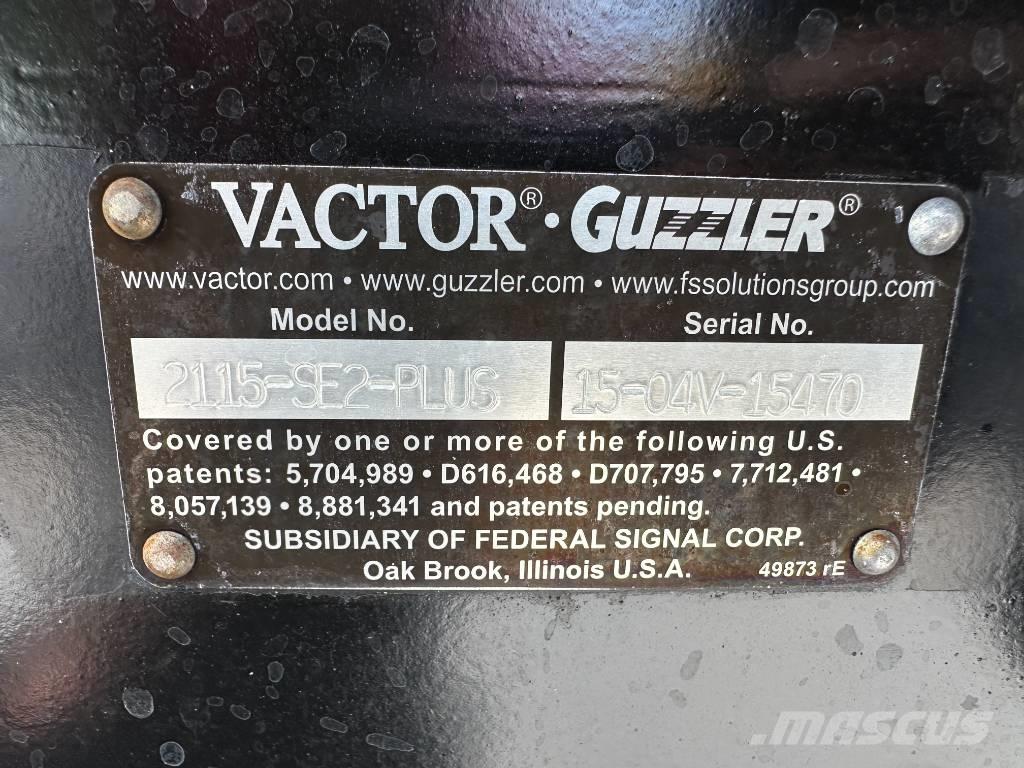 VACTOR® • GUZZLER®
www.vactor.com • www.guzzler.com • www.fssolutionsgroup.com
Model No. Serial No.
2115-SE2-PLUS 15-04V-15470
Covered by one or more of the following U.S.
patents: 5,704,989 • D616,468 • D707,795 • 7,712,481 •
8,057,139 • 8,881,341 and patents pending.
SUBSIDIARY OF FEDERAL SIGNAL CORP.
Oak Brook, Illinois U.S.A. 49873 rE
MASCUS